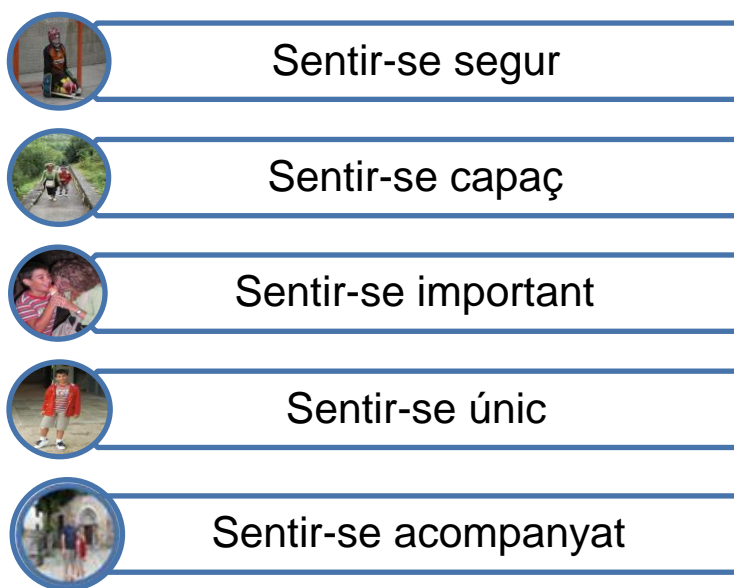 Sentir-se segur
Sentir-se capaç
Sentir-se important
Sentir-se únic
Sentir-se acompanyat